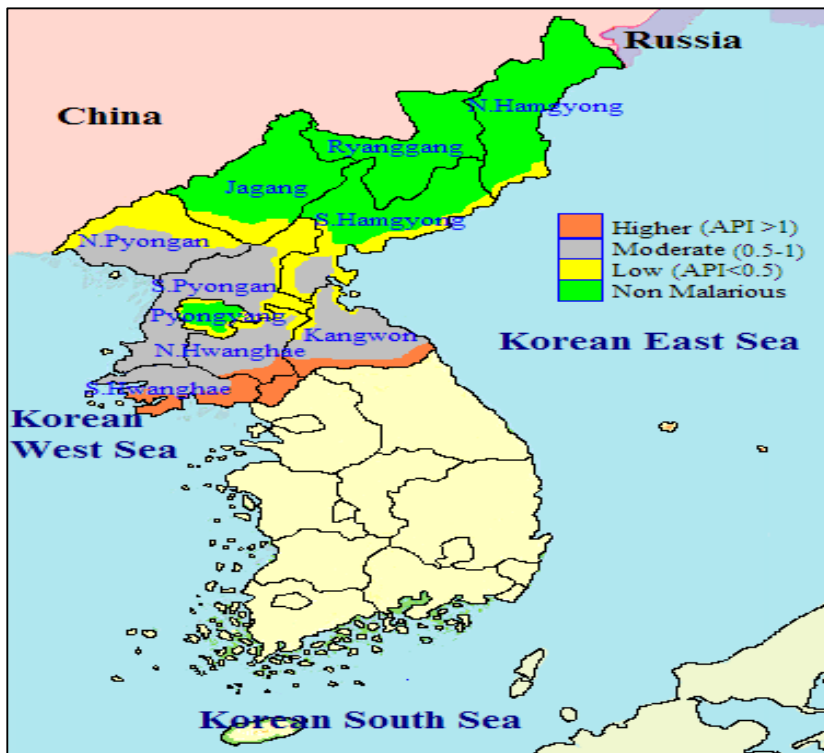 Russia
China
N.Hamgyong
Ryanggang
Jagang
S.Hamgyong
N.Pyongan
S.Pyongan
Pyongyang
Kangwon
N.Hwanghae
S.Hwanghae
Higher (API >1)
Moderate (0.5-1)
Low (API<0.5)
Non Malarious
Korean East Sea
Korean
West Sea
Korean South Sea